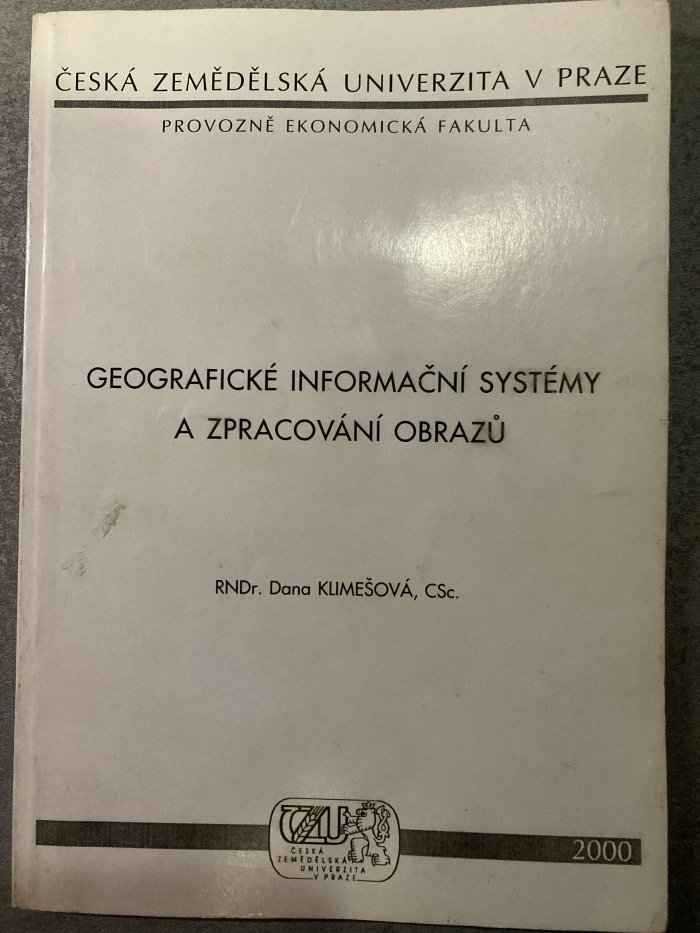 ČESKÁ ZEMĚDĚLSKÁ UNIVERZITA V PRAZE
PROVOZNĚ EKONOMICKÁ FAKULTA
GEOGRAFICKÉ INFORMAČNÍ SYSTÉMY
A ZPRACOVÁNÍ OBRAZŮ
RNDr. Dana KLIMEŠOVÁ, CSc.
ČZU
ČESKÁ
ZEMĚDĚLSKÁ
UNIVERZITA
V PRAZE
2000